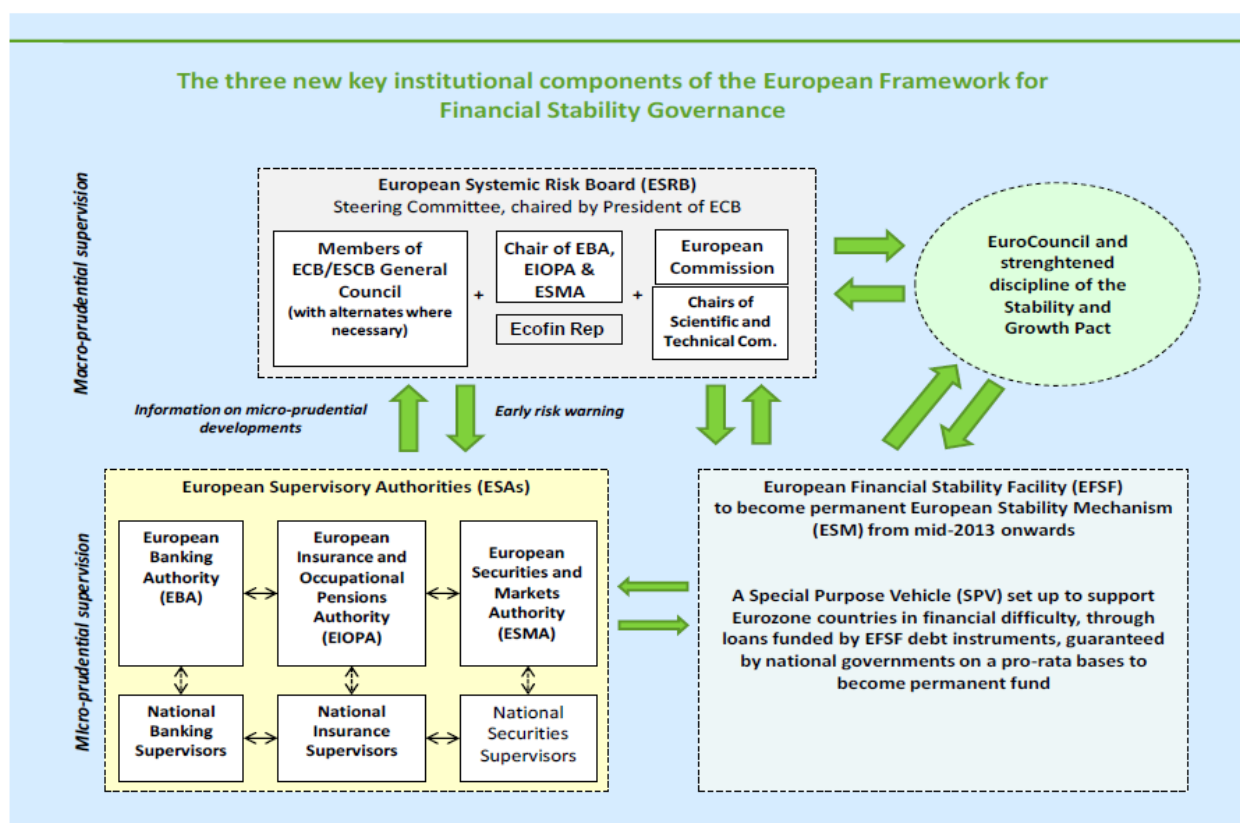 The three new key institutional components of the European Framework for
Financial Stability Governance
Macro-prudential supervision
European Systemic Risk Board (ESRB)
Steering Committee, chaired by President of ECB
Members of
ECB/ESCB General
Council
(with alternates where
necessary)
+
Chair of EBA,
EIOPA &
ESMA
Ecofin Rep
+
European
Commission
Chairs of
Scientific and
Technical Com.
EuroCouncil and
strenghtened
discipline of the
Stability and
Growth Pact
Information on micro-prudential
developments
Early risk warning
MIcro-prudential supervision
European Supervisory Authorities (ESAs)
European
Banking
Authority
(EBA)
European
Insurance and
Occupational
Pensions
Authority
(EIOPA)
European
Securities and
Markets
Authority
(ESMA)
National
Banking
Supervisors
National
Insurance
Supervisors
National
Securities
Supervisors
European Financial Stability Facility (EFSF)
to become permanent European Stability Mechanism
(ESM) from mid-2013 onwards
A Special Purpose Vehicle (SPV) set up to support
Eurozone countries in financial difficulty, through
loans funded by EFSF debt instruments, guaranteed
by national governments on a pro-rata bases to
become permanent fund